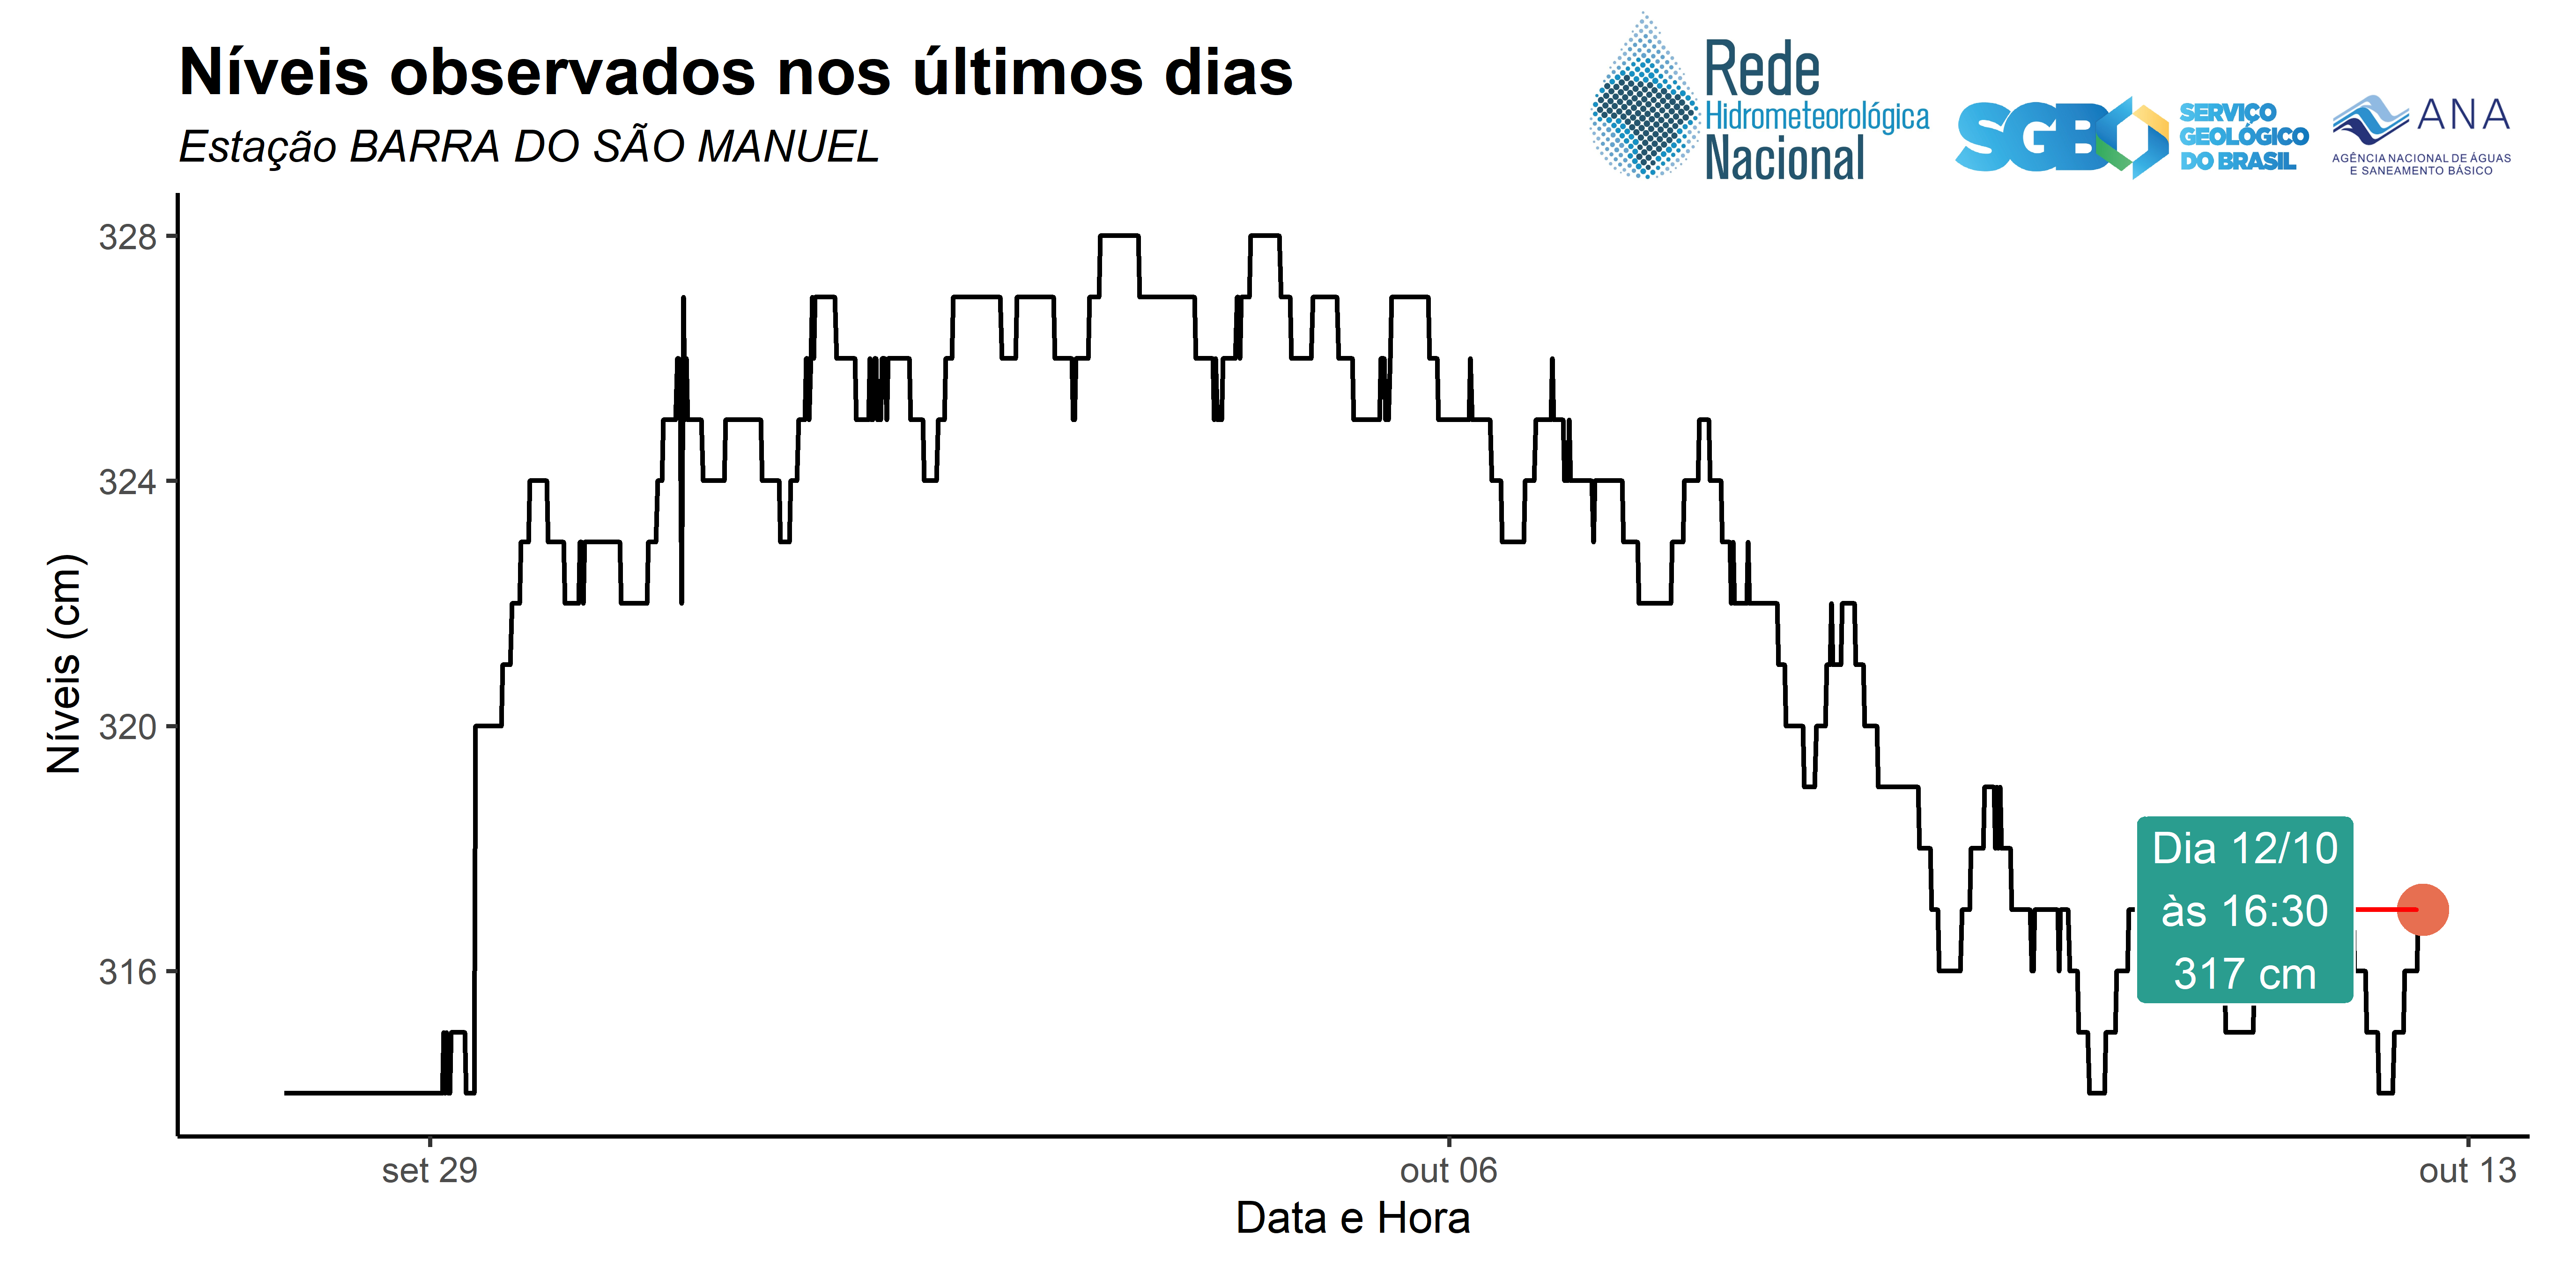 Níveis observados nos últimos dias
Estação BARRA DO SÃO MANUEL
Rede
Hidrometeorológica
Nacional
SGB
SERVIÇO
GEOLÓGICO
DO BRASIL
ANA
AGÊNCIA NACIONAL DE ÁGUAS
E SANEAMENTO BÁSICO
Níveis (cm)
328
324
320
316
Dia 12/10
às 16:30
317 cm
set 29
out 06
out 13
Data e Hora